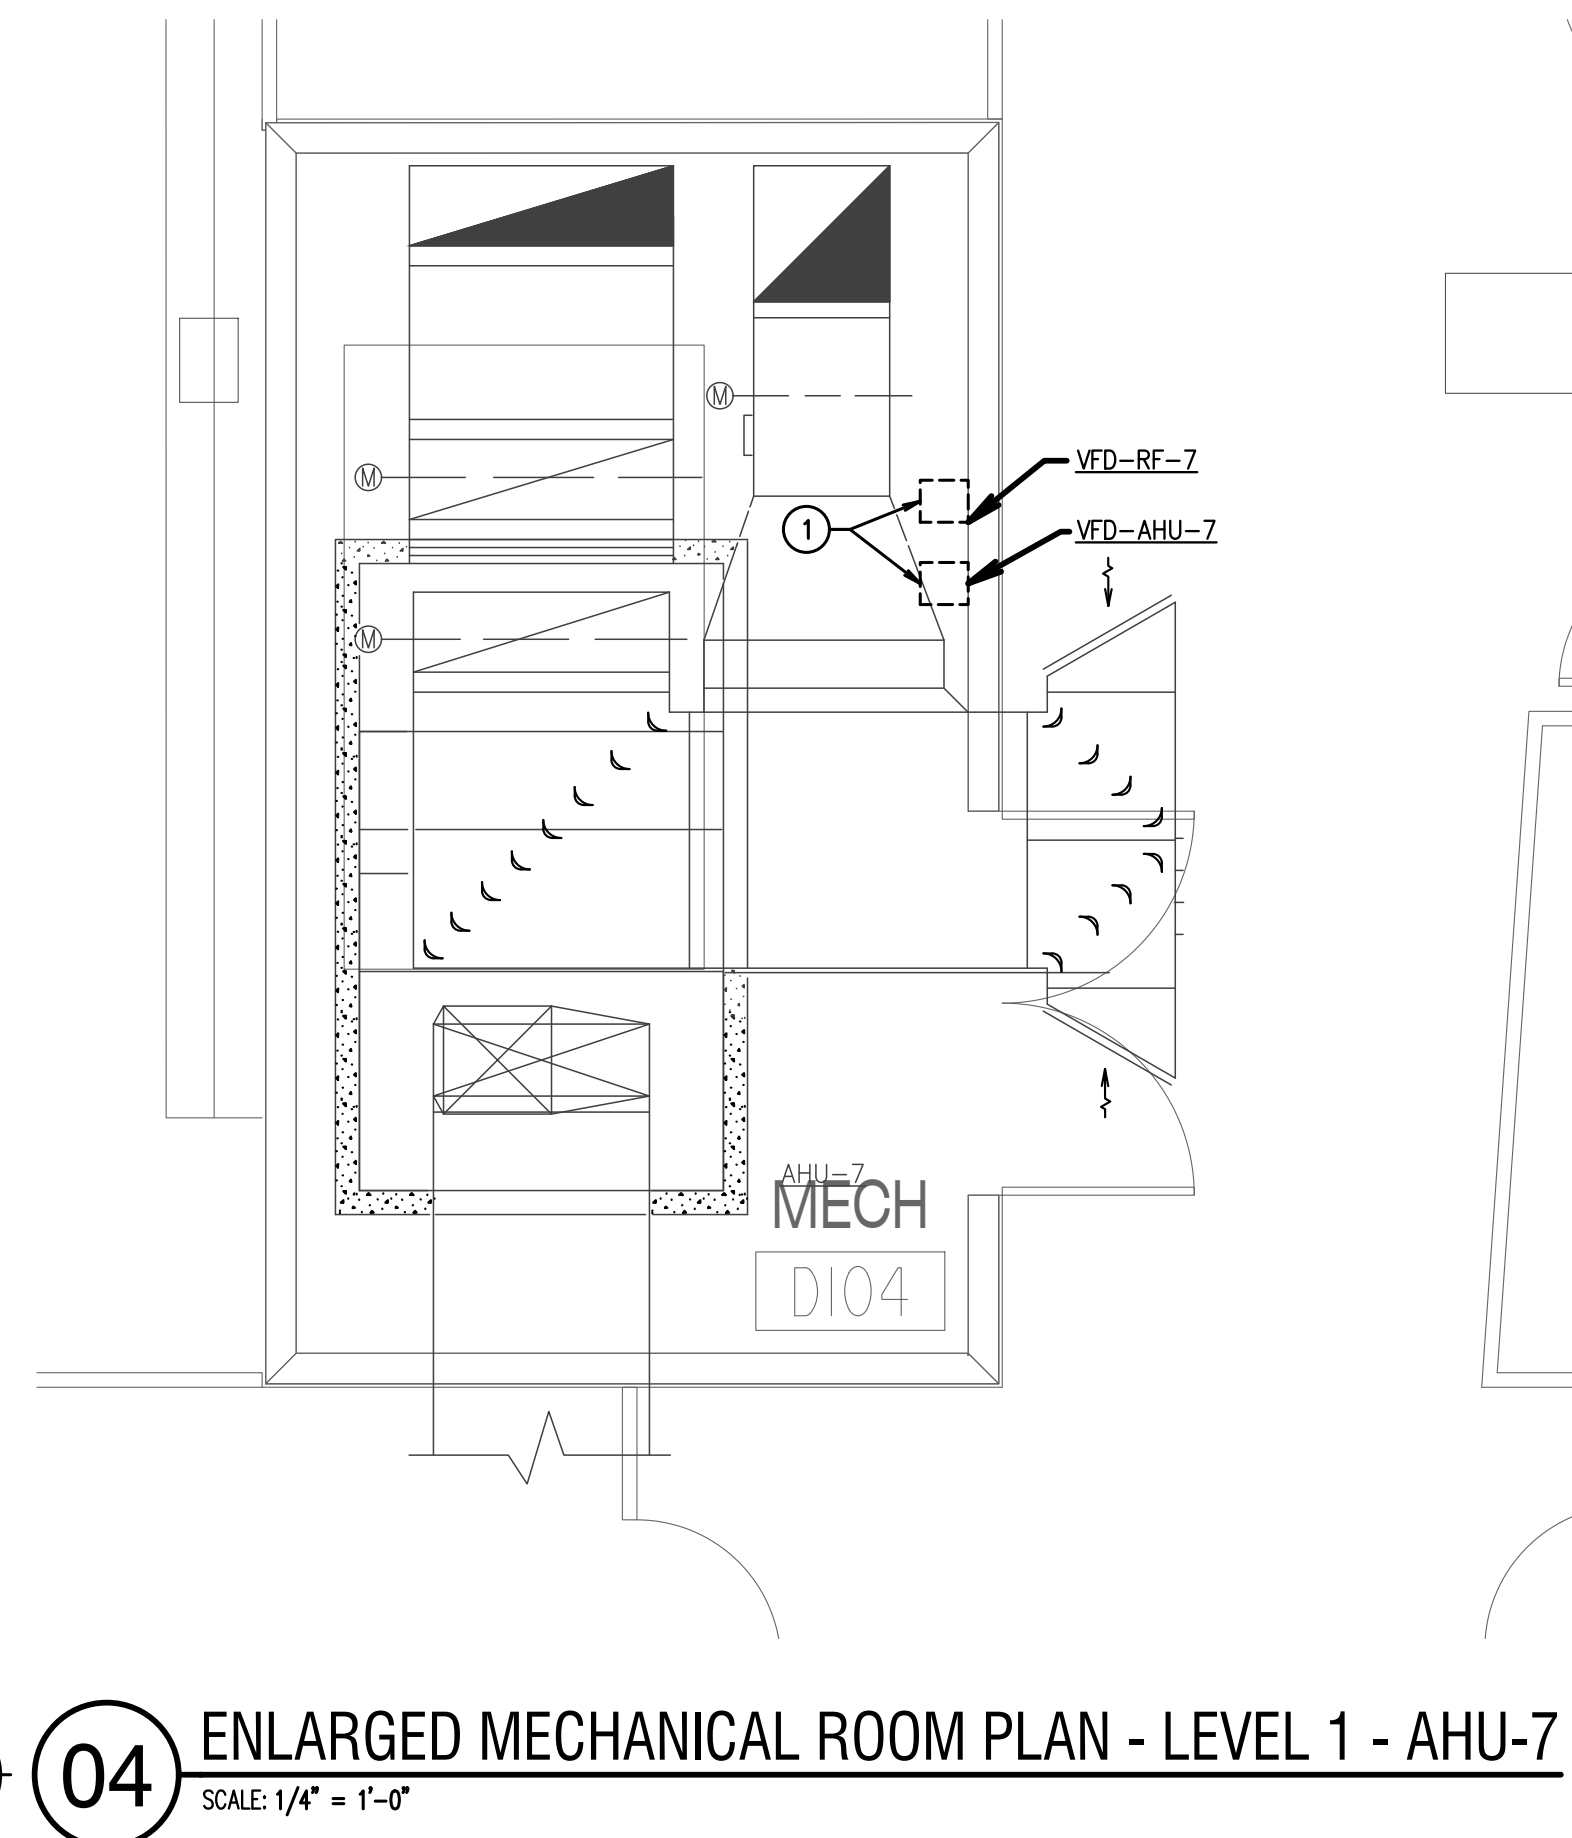 M
M
VFD-RF-7
1
VFD-AHU-7
M
AHU-7
MECH
D104
04
ENLARGED MECHANICAL ROOM PLAN - LEVEL 1 - AHU-7
SCALE: 1/4" = 1'-0"